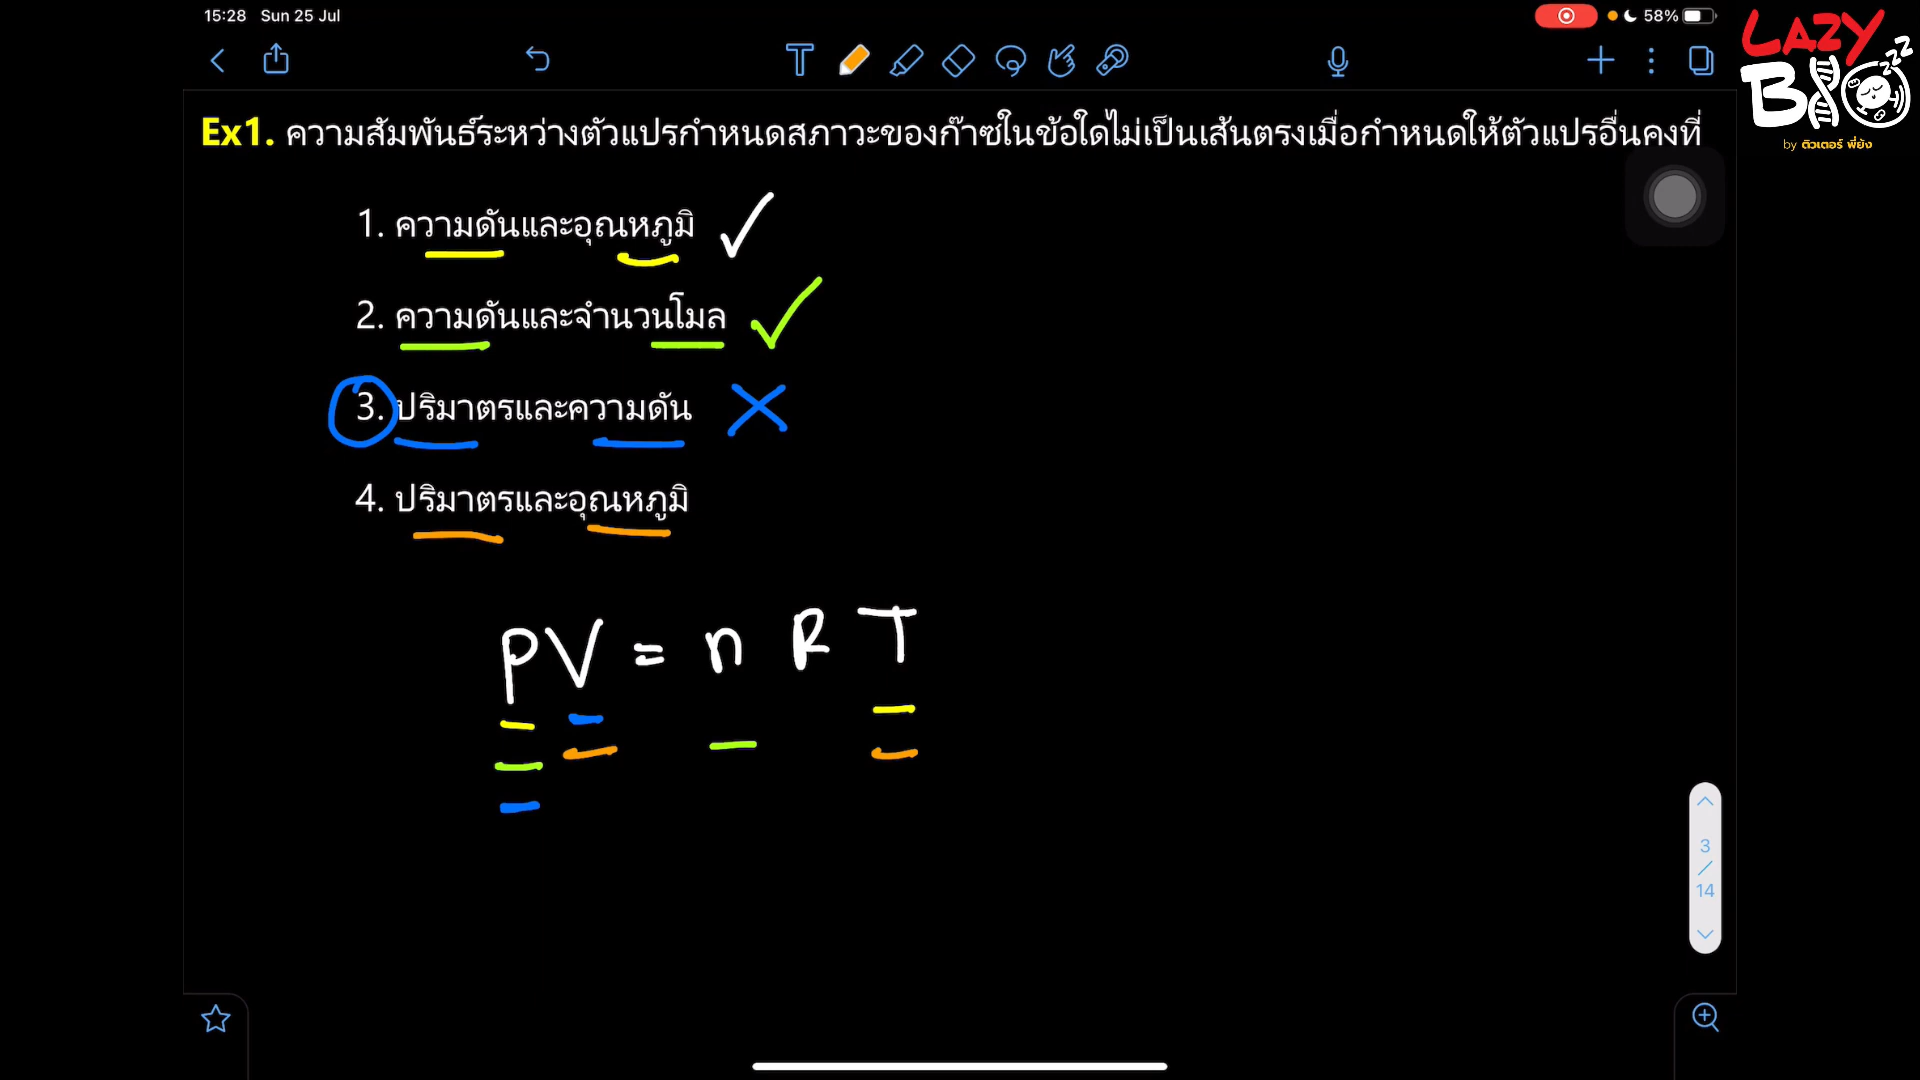 15:28 Sun 25 Jul
58%
LAZY
BIO
zzz
by ติวเตอร์ พี่ยัง
Ex1. ความสัมพันธ์ระหว่างตัวแปรกำหนดสภาวะของก๊าซในข้อใดไม่เป็นเส้นตรงเมื่อกำหนดให้ตัวแปรอื่นคงที่
1. ความดันและอุณหภูมิ
2. ความดันและจำนวนโมล
3. ปริมาตรและความดัน
4. ปริมาตรและอุณหภูมิ
PV = n R T
3
/
14